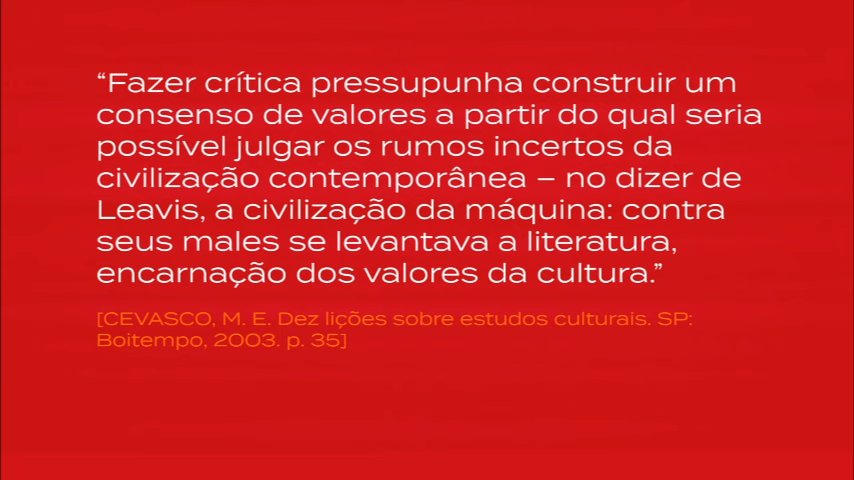 “Fazer crítica pressupunha construir um
consenso de valores a partir do qual seria
possível julgar os rumos incertos da
civilização contemporânea – no dizer de
Leavis, a civilização da máquina: contra
seus males se levantava a literatura,
encarnação dos valores da cultura.”
[CEVASCO, M. E. Dez lições sobre estudos culturais. SP:
Boitempo, 2003. p. 35]